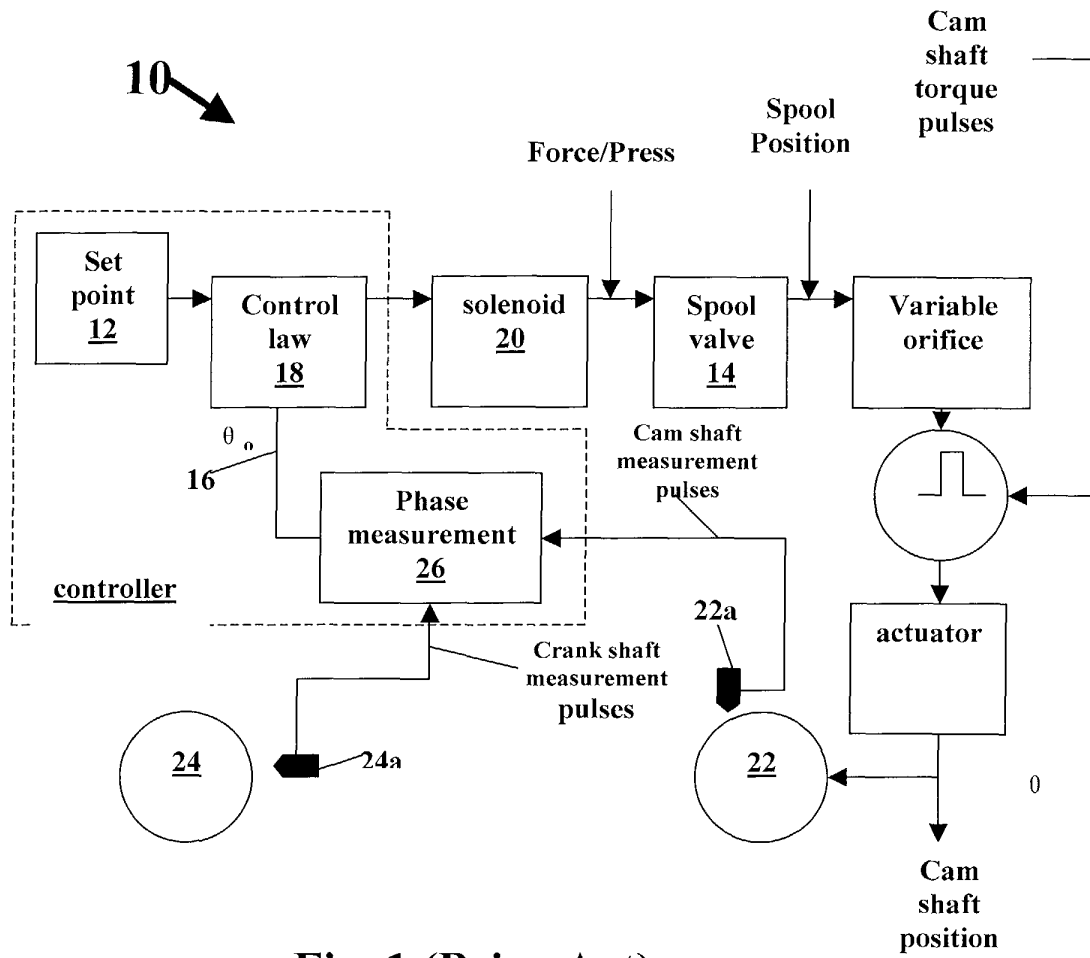 Cam
shaft
torque
pulses
10
Spool
Position
Force/Press
Set
point
12
Control
law
18
solenoid
20
Spool
valve
14
Variable
orifice
θ o
16
Cam shaft
measurement
pulses
Phase
measurement
26
controller
22a
actuator
Crank shaft
measurement
pulses
24
24a
22
θ
Cam
shaft
position